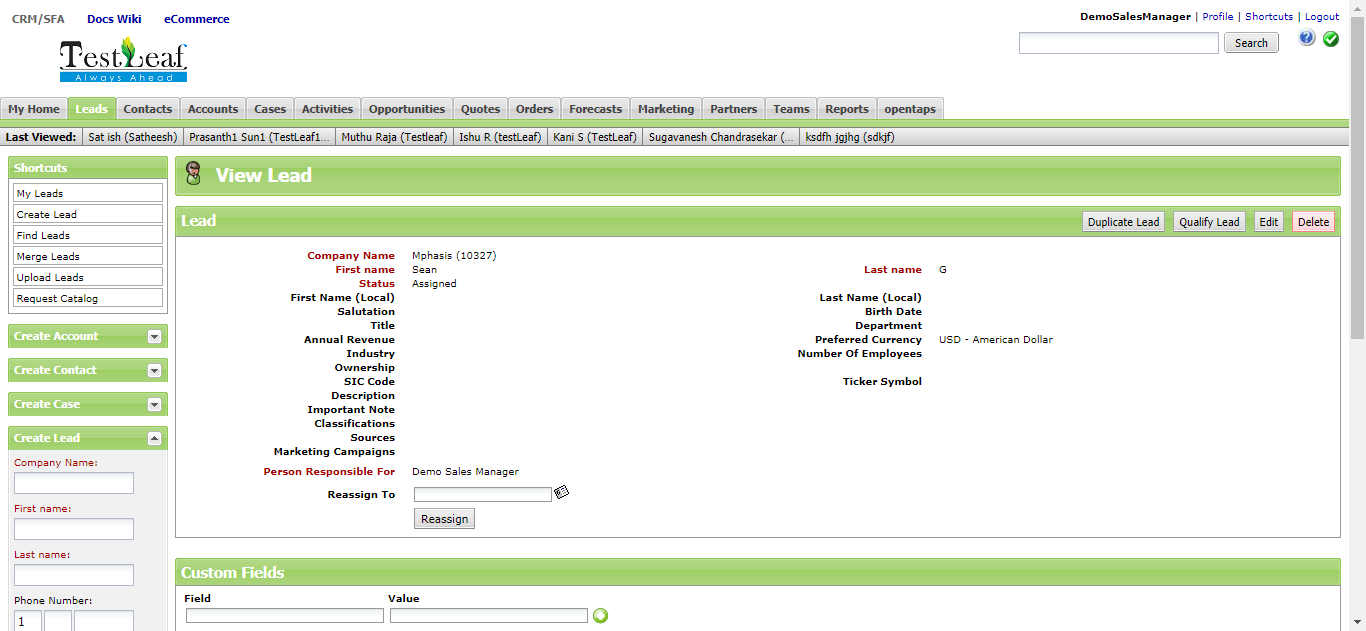 CRM/SFA Docs Wiki eCommerce
DemoSalesManager | Profile | Shortcuts | Logout
TestLeaf
Always Ahead
Search
My Home Leads Contacts Accounts Cases Activities Opportunities Quotes Orders Forecasts Marketing Partners Teams Reports opentaps
Last Viewed: Sat ish (Satheesh) Prasanth1 Sun1 (TestLeaf1... Muthu Raja (Testleaf) Ishu R (testLeaf) Kani S (TestLeaf) Sugavanesh Chandrasekar (... ksdfh jgjhg (sdkjf)
Shortcuts
My Leads
Create Lead
Find Leads
Merge Leads
Upload Leads
Request Catalog
Create Account
Create Contact
Create Case
Create Lead
Company Name:
First name:
Last name:
Phone Number:
1
View Lead
Lead
Duplicate Lead Qualify Lead Edit Delete
Company Name Mphasis (10327)
First name Sean Last name G
Status Assigned
First Name (Local) Last Name (Local)
Salutation Birth Date
Title Department
Annual Revenue Preferred Currency USD - American Dollar
Industry Number Of Employees
Ownership
SIC Code Ticker Symbol
Description
Important Note
Classifications
Sources
Marketing Campaigns
Person Responsible For Demo Sales Manager
Reassign To
Reassign
Custom Fields
Field Value